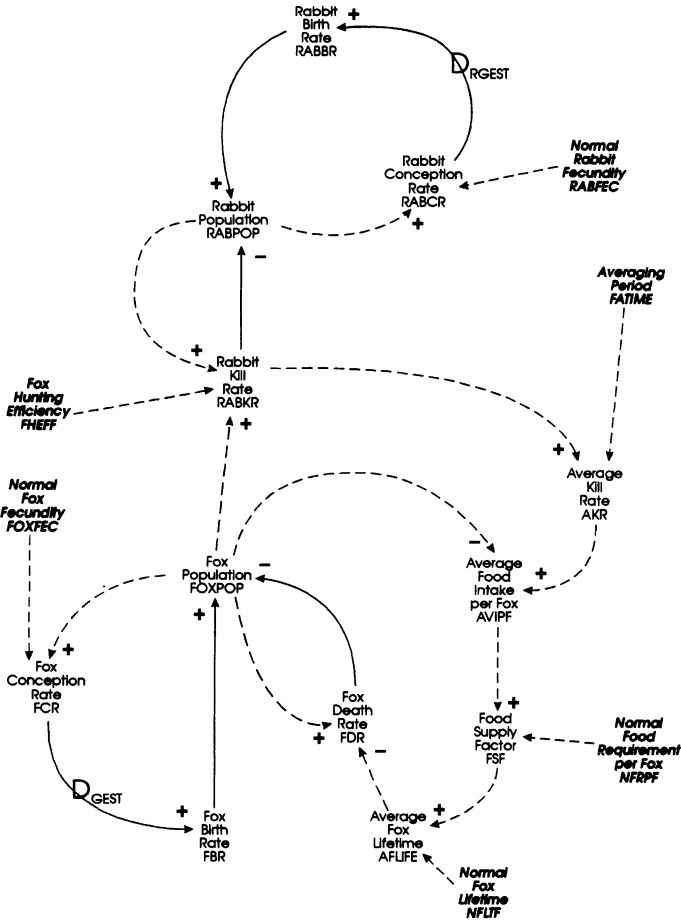 Rabbit
Birth
Rate
RABBR
+
D
RGEST
Rabbit
Conception
Rate
RABCR
+
Normal
Rabbit
Fecundity
RABFEC
+
Rabbit
Population
RABPOP
−
Averaging
Period
FATIME
+
Rabbit
Kill
Rate
RABKR
+
Fox
Hunting
Efficiency
FHEFF
+
Average
Kill
Rate
AKR
Normal
Fox
Fecundity
FOXFEC
Fox
Population
FOXPOP
−
+
−
Average
Food
Intake
per Fox
AVIPF
+
+
Fox
Conception
Rate
FCR
Fox
Death
Rate
FDR
+
−
+
Food
Supply
Factor
FSF
Normal
Food
Requirement
per Fox
NFRPF
D
GEST
+
Fox
Birth
Rate
FBR
Average
Fox
Lifetime
AFLIFE
+
Normal
Fox
Lifetime
NFLTF